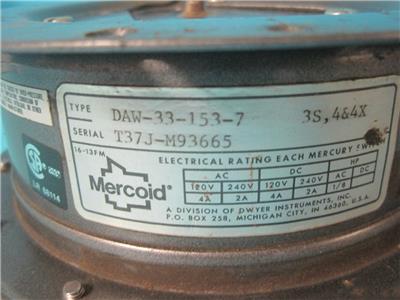 TYPE DAW-33-153-7 3S, 4&4X
SERIAL T37J-M93665
16-13FM
ELECTRICAL RATING EACH MERCURY SWITCH
Mercoid®
AC DC HP
120V 240V 120V 240V AC DC
4A 2A 4A 2A 1/8
A DIVISION OF DWYER INSTRUMENTS, INC.
P.O. BOX 258, MICHIGAN CITY, IN 46360, U.S.A.
LR 68114